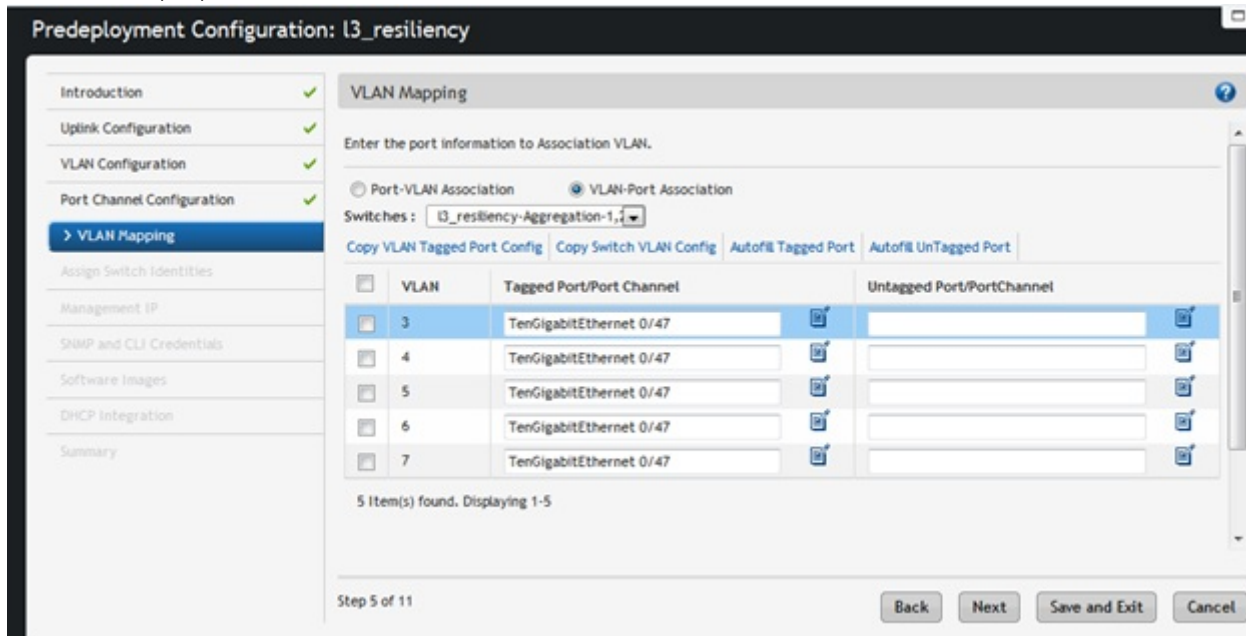 Predeployment Configuration: l3_resiliency
Introduction
Uplink Configuration
VLAN Configuration
Port Channel Configuration
> VLAN Mapping
Assign Switch Identities
Management IP
SNMP and CLI Credentials
Software Images
DHCP Integration
Summary
VLAN Mapping
Enter the port information to Association VLAN.
Port-VLAN Association VLAN-Port Association
Switches : l3_resiliency-Aggregation-1,
Copy VLAN Tagged Port Config Copy Switch VLAN Config Autofill Tagged Port Autofill UnTagged Port
VLAN Tagged Port/Port Channel Untagged Port/PortChannel
3 TenGigabitEthernet 0/47
4 TenGigabitEthernet 0/47
5 TenGigabitEthernet 0/47
6 TenGigabitEthernet 0/47
7 TenGigabitEthernet 0/47
5 Item(s) found. Displaying 1-5
Step 5 of 11
Back Next Save and Exit Cancel